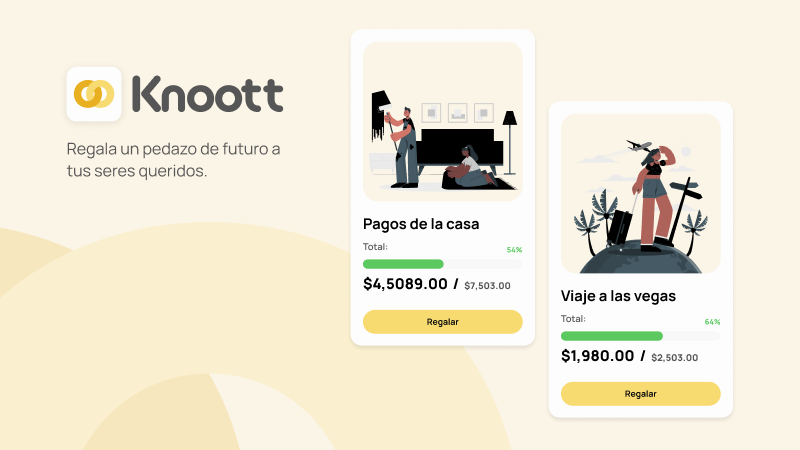 Knoott
Regala un pedazo de futuro a
tus seres queridos.
Pagos de la casa
Total:
54%
$4,5089.00 / $7,503.00
Regalar
Viaje a las vegas
Total:
64%
$1,980.00 / $2,503.00
Regalar